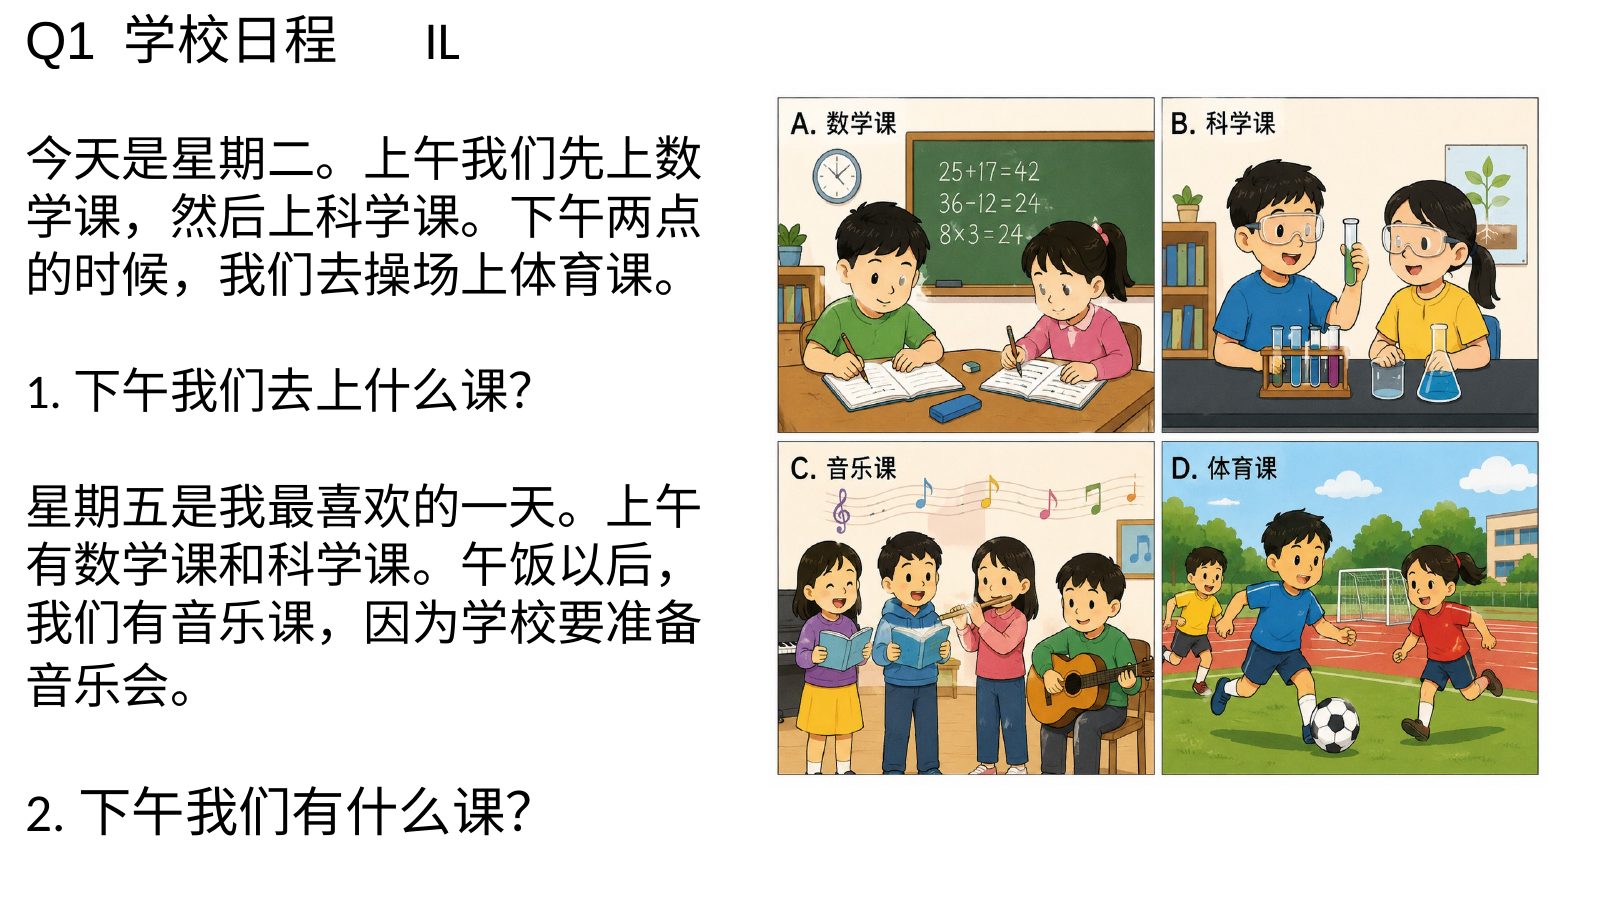 Q1 学校日程 IL
今天是星期二。上午我们先上数
学课，然后上科学课。下午两点
的时候，我们去操场上体育课。
1. 下午我们去上什么课？
星期五是我最喜欢的一天。上午
有数学课和科学课。午饭以后，
我们有音乐课，因为学校要准备
音乐会。
2. 下午我们有什么课？
A. 数学课
25+17=42
36-12=24
8×3=24
B. 科学课
C. 音乐课
D. 体育课